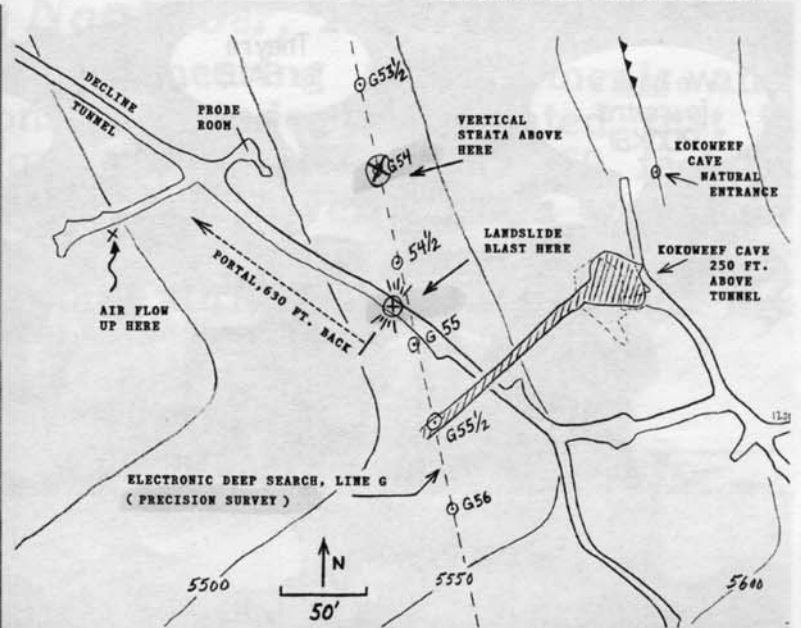 DECLINE
TUNNEL
PROBE
ROOM
G53½
VERTICAL
STRATA ABOVE
HERE
G54
KOKOWEEF
CAVE
NATURAL
ENTRANCE
54½
LANDSLIDE
BLAST HERE
KOKOWEEF CAVE
250 FT.
ABOVE
TUNNEL
PORTAL, 630 FT. BACK
AIR FLOW
UP HERE
G 55
G55½
ELECTRONIC DEEP SEARCH, LINE G
(PRECISION SURVEY)
G56
N
50'
5500
5550
5600